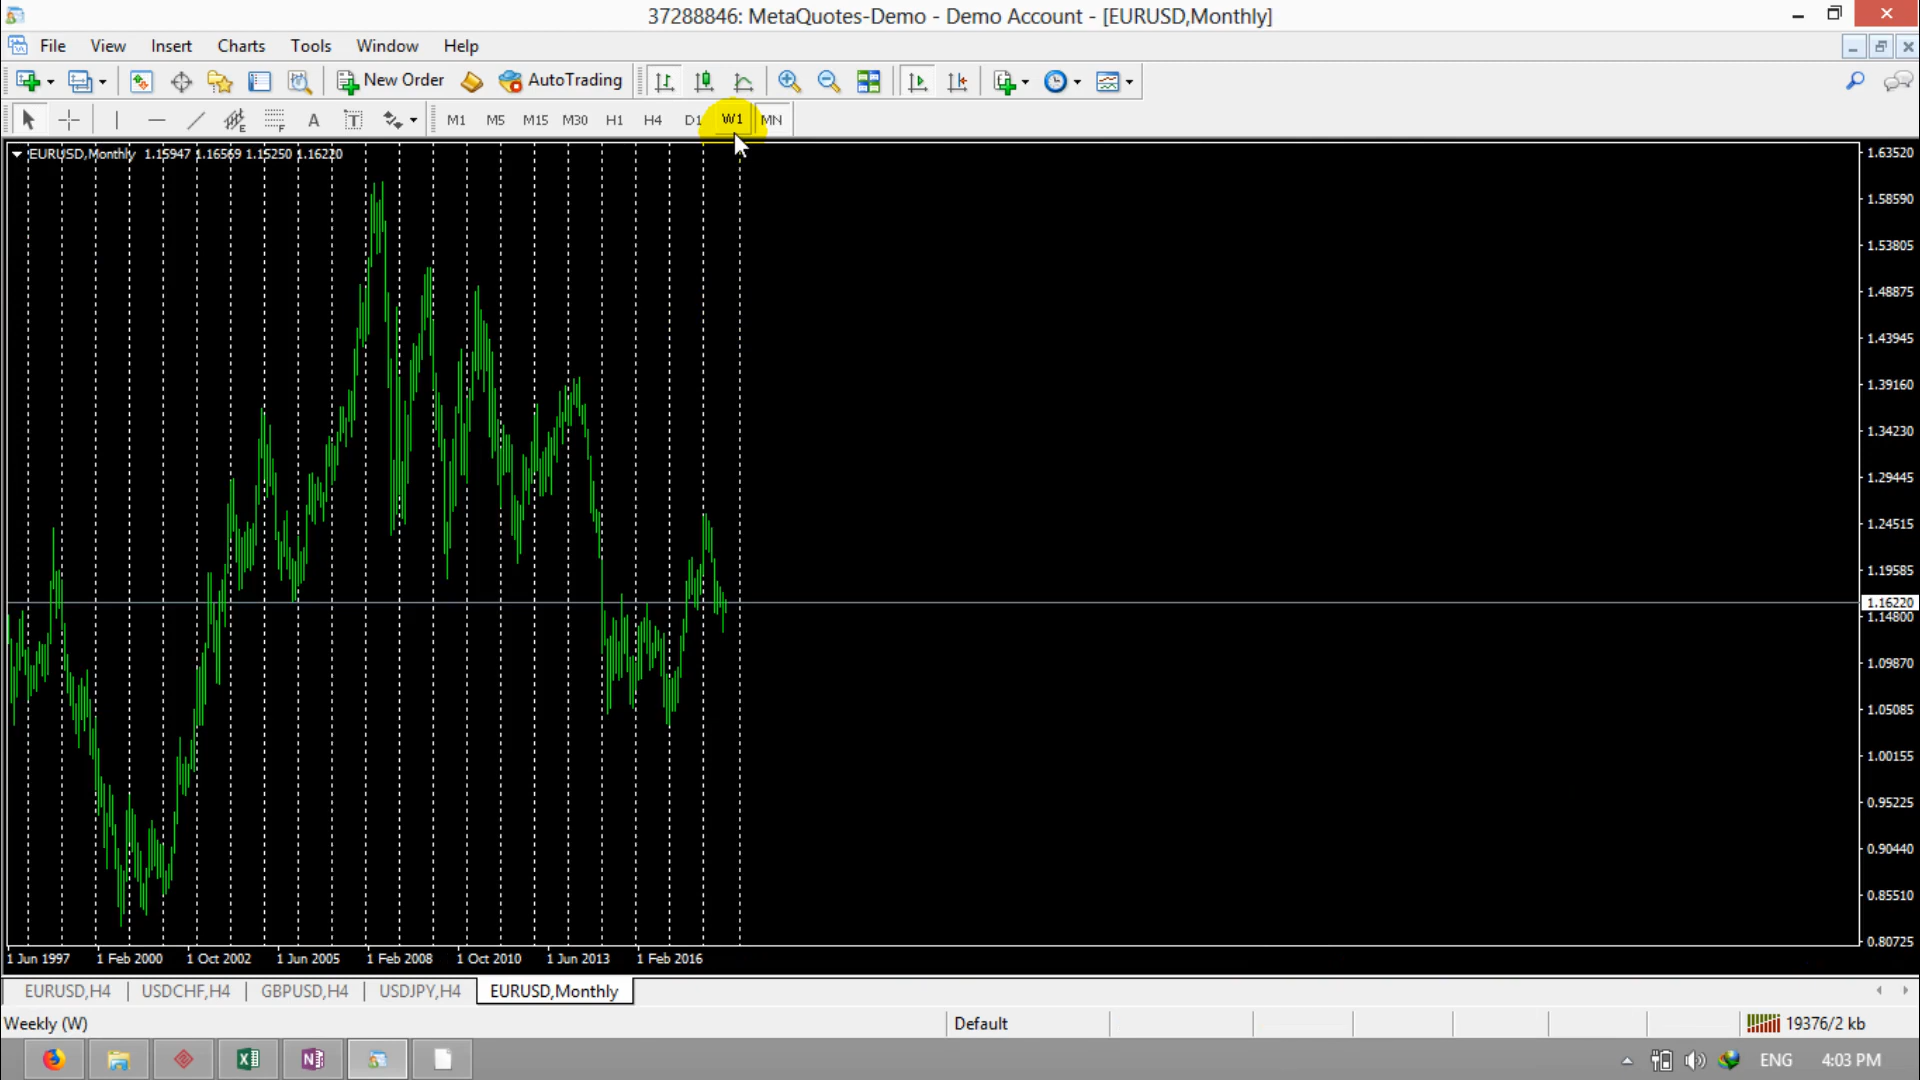 37288846: MetaQuotes-Demo - Demo Account - [EURUSD,Monthly]
File View Insert Charts Tools Window Help
New Order AutoTrading
A T M1 M5 M15 M30 H1 H4 D1 W1 MN
EURUSD,Monthly 1.15947 1.16569 1.15250 1.16220
1.63520
1.58590
1.53805
1.48875
1.43945
1.39160
1.34230
1.29445
1.24515
1.19585
1.16220
1.14800
1.09870
1.05085
1.00155
0.95225
0.90440
0.85510
0.80725
1 Jun 1997 1 Feb 2000 1 Oct 2002 1 Jun 2005 1 Feb 2008 1 Oct 2010 1 Jun 2013 1 Feb 2016
EURUSD,H4 USDCHF,H4 GBPUSD,H4 USDJPY,H4 EURUSD,Monthly
Weekly (W) Default 19376/2 kb
ENG 4:03 PM